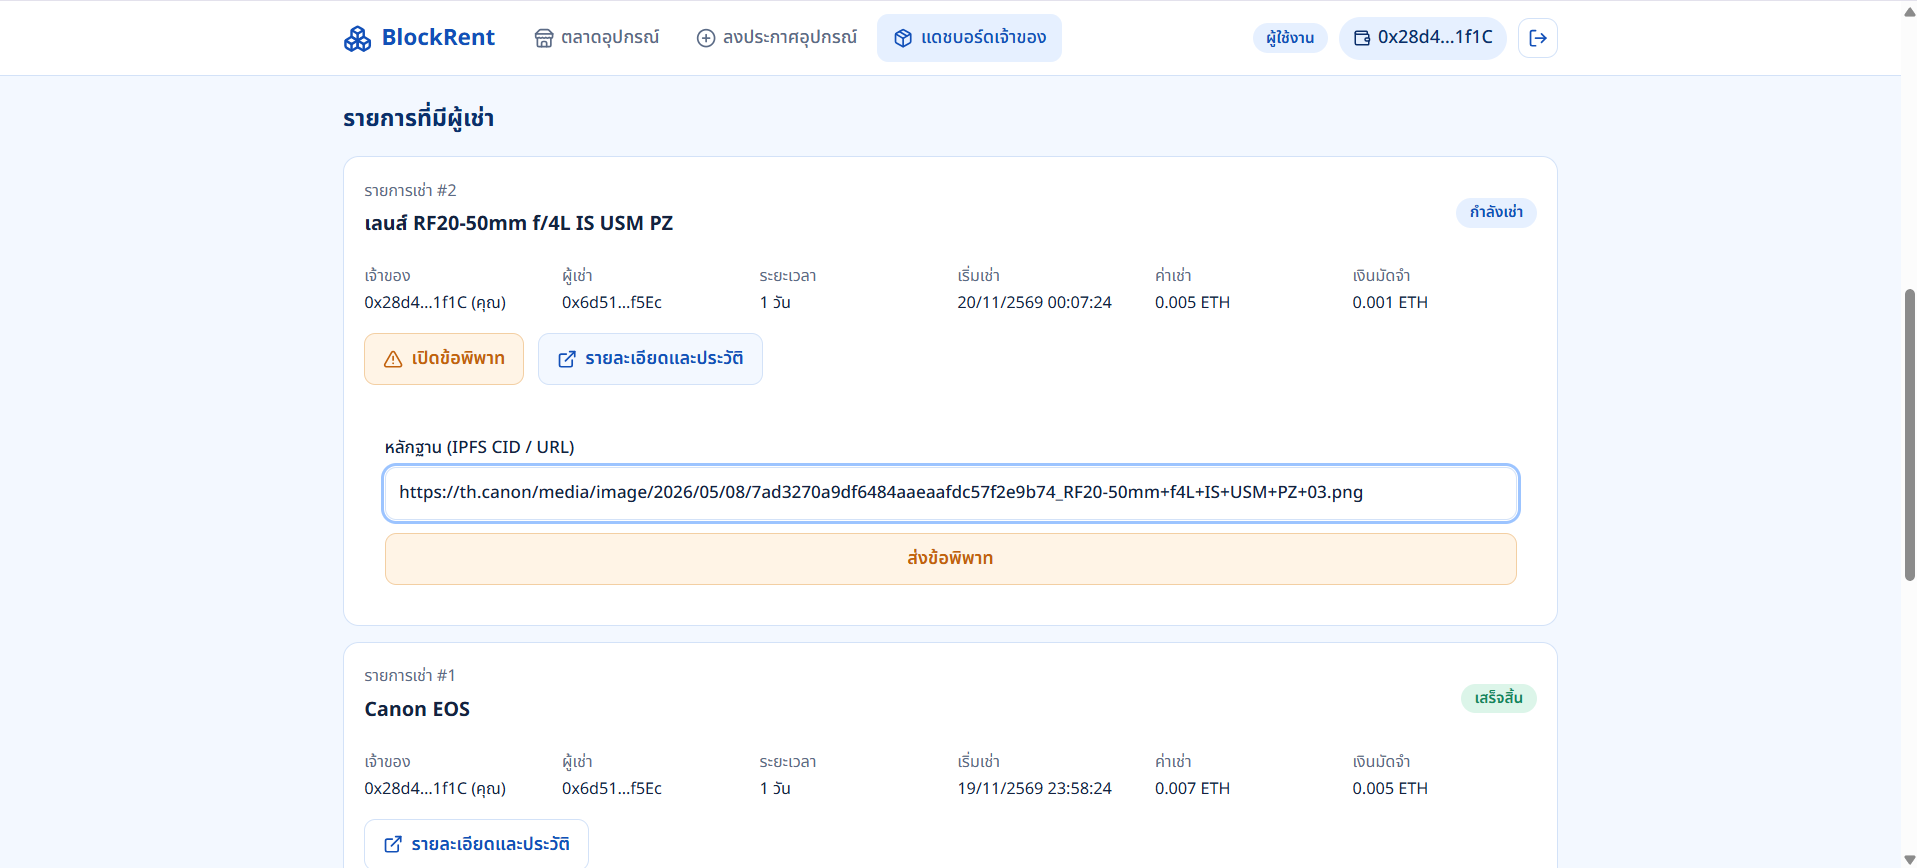 BlockRent
ตลาดอุปกรณ์
ลงประกาศอุปกรณ์
แดชบอร์ดเจ้าของ
ผู้ใช้งาน
0x28d4...1f1C
รายการที่มีผู้เช่า
รายการเช่า #2
เลนส์ RF20-50mm f/4L IS USM PZ
กำลังเช่า
เจ้าของ ผู้เช่า ระยะเวลา เริ่มเช่า ค่าเช่า เงินมัดจำ
0x28d4...1f1C (คุณ) 0x6d51...f5Ec 1 วัน 20/11/2569 00:07:24 0.005 ETH 0.001 ETH
เปิดข้อพิพาท
รายละเอียดและประวัติ
หลักฐาน (IPFS CID / URL)
https://th.canon/media/image/2026/05/08/7ad3270a9df6484aaeaafdc57f2e9b74_RF20-50mm+f4L+IS+USM+PZ+03.png
ส่งข้อพิพาท
รายการเช่า #1
Canon EOS
เสร็จสิ้น
เจ้าของ ผู้เช่า ระยะเวลา เริ่มเช่า ค่าเช่า เงินมัดจำ
0x28d4...1f1C (คุณ) 0x6d51...f5Ec 1 วัน 19/11/2569 23:58:24 0.007 ETH 0.005 ETH
รายละเอียดและประวัติ